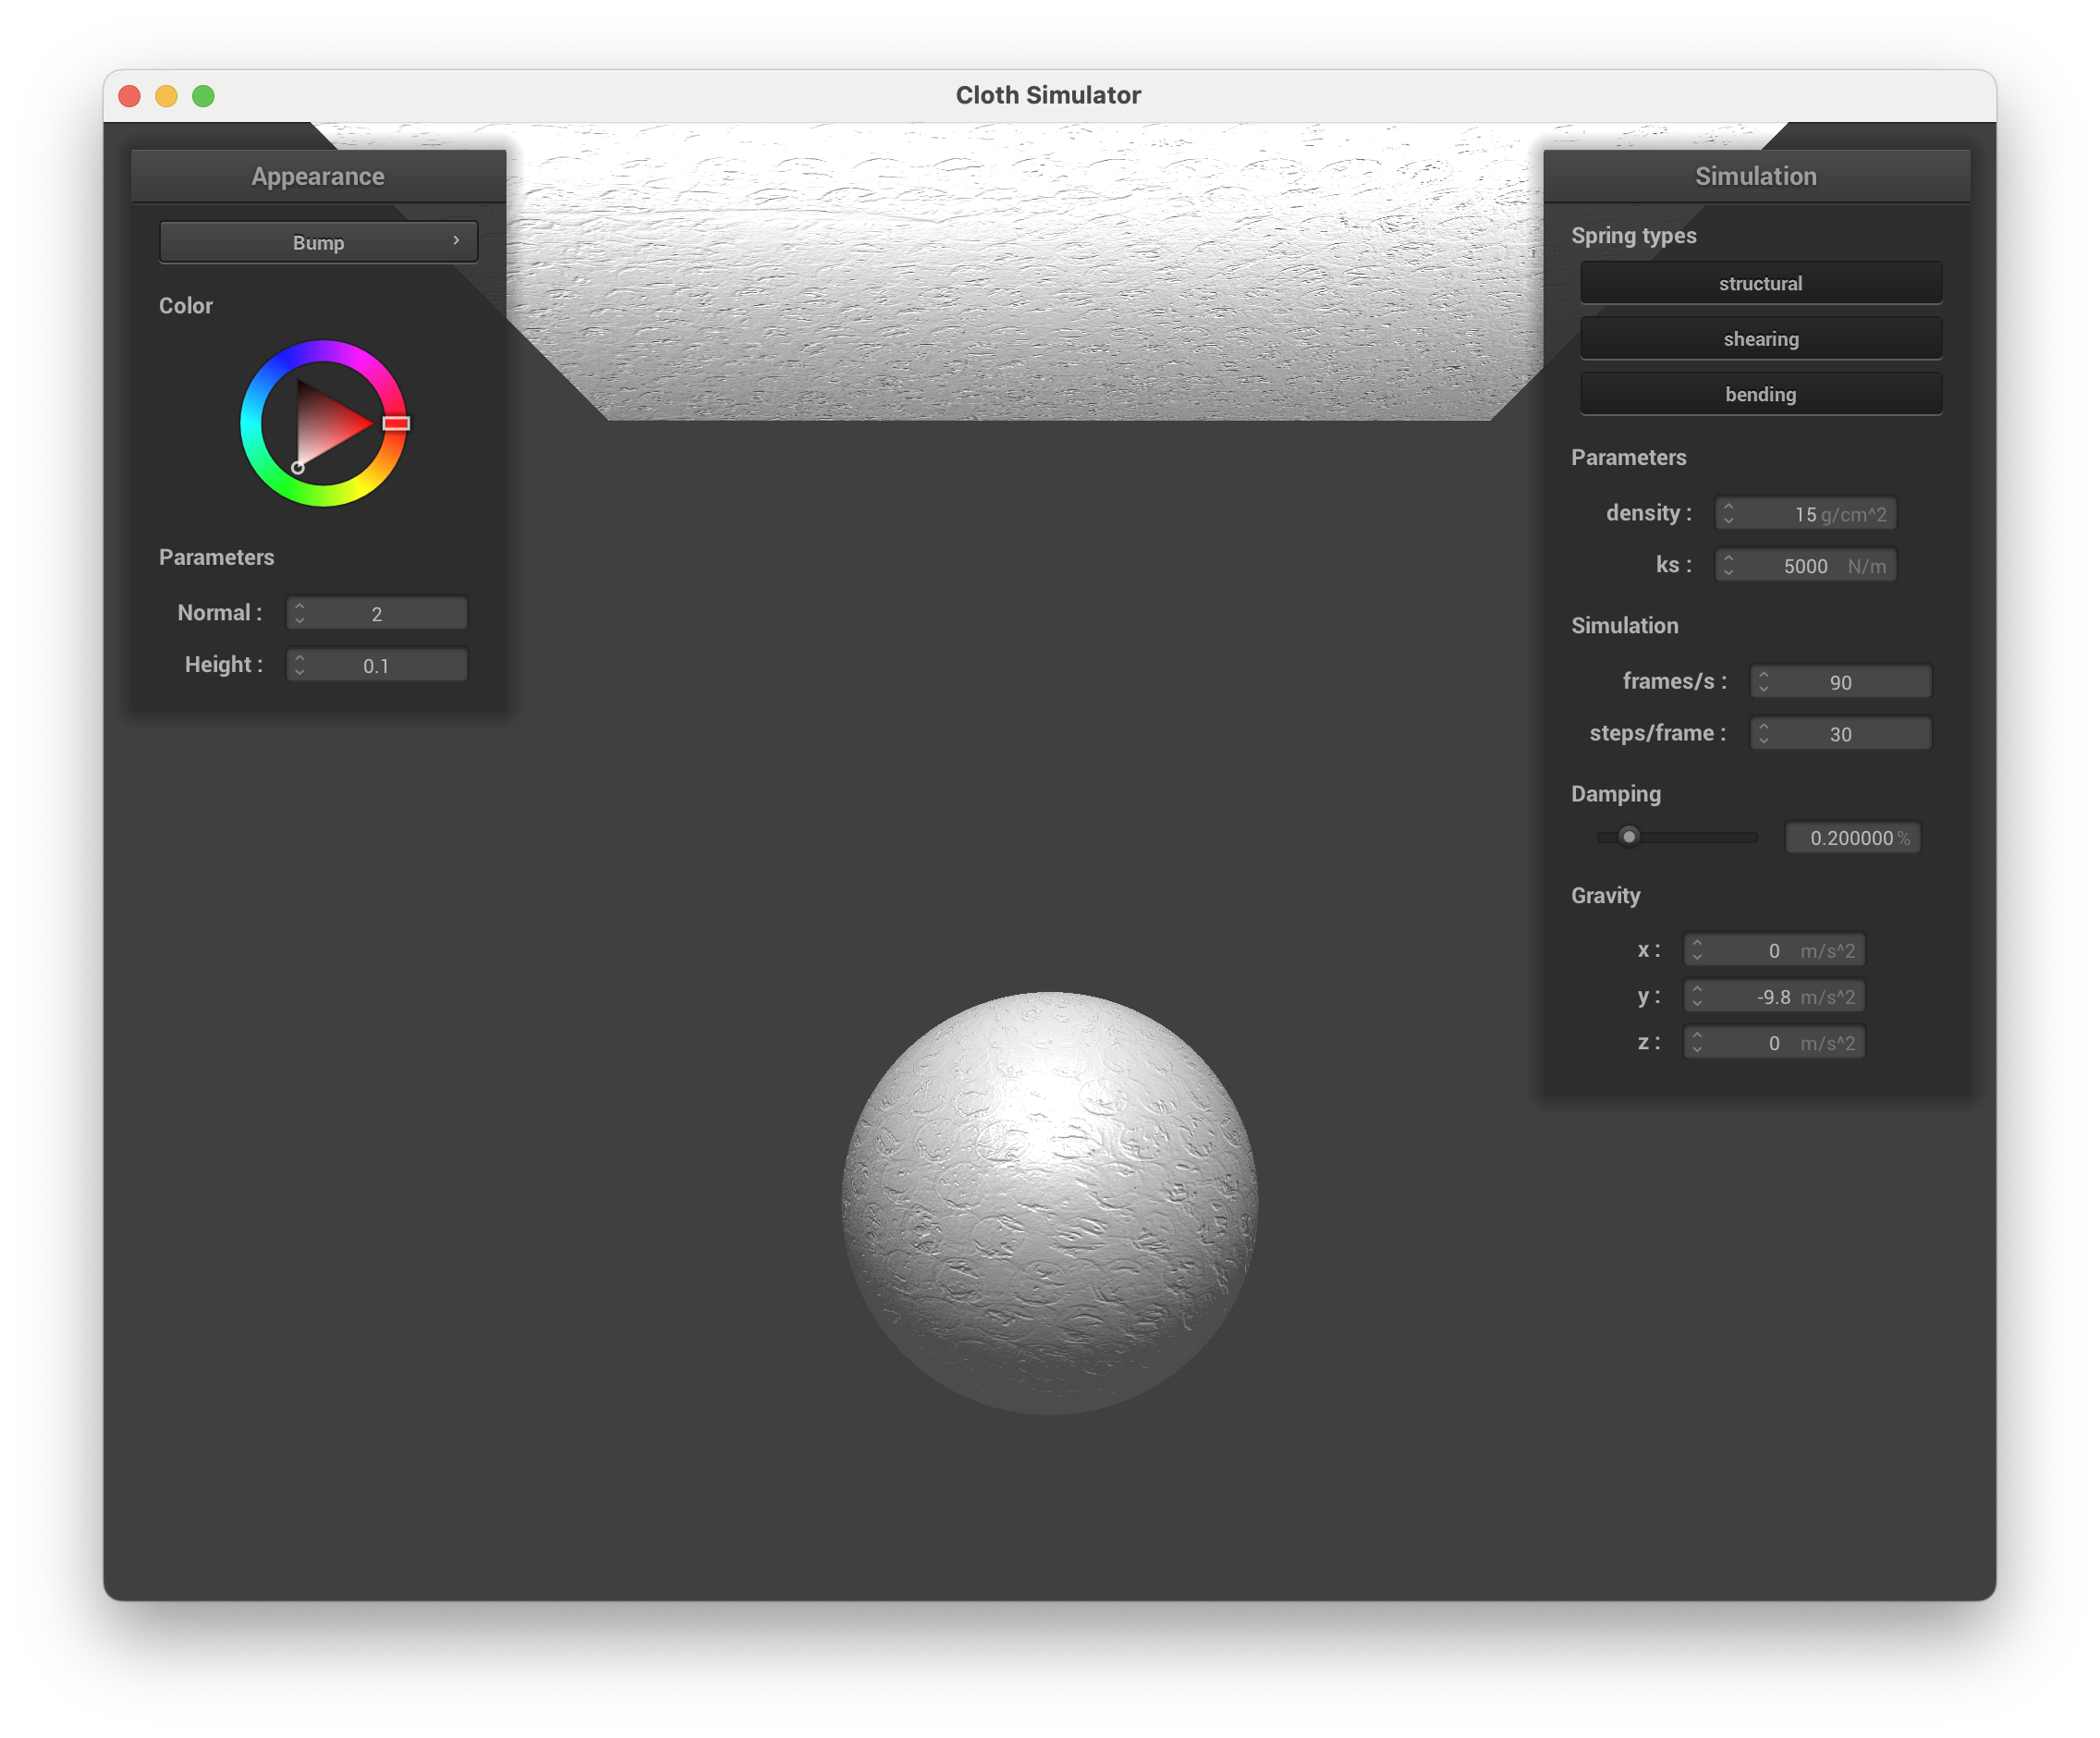 Cloth Simulator
Appearance
Bump
Color
Parameters
Normal : 2
Height : 0.1
Simulation
Spring types
structural
shearing
bending
Parameters
density : 15 g/cm^2
ks : 5000 N/m
Simulation
frames/s : 90
steps/frame : 30
Damping
0.200000 %
Gravity
x : 0 m/s^2
y : -9.8 m/s^2
z : 0 m/s^2